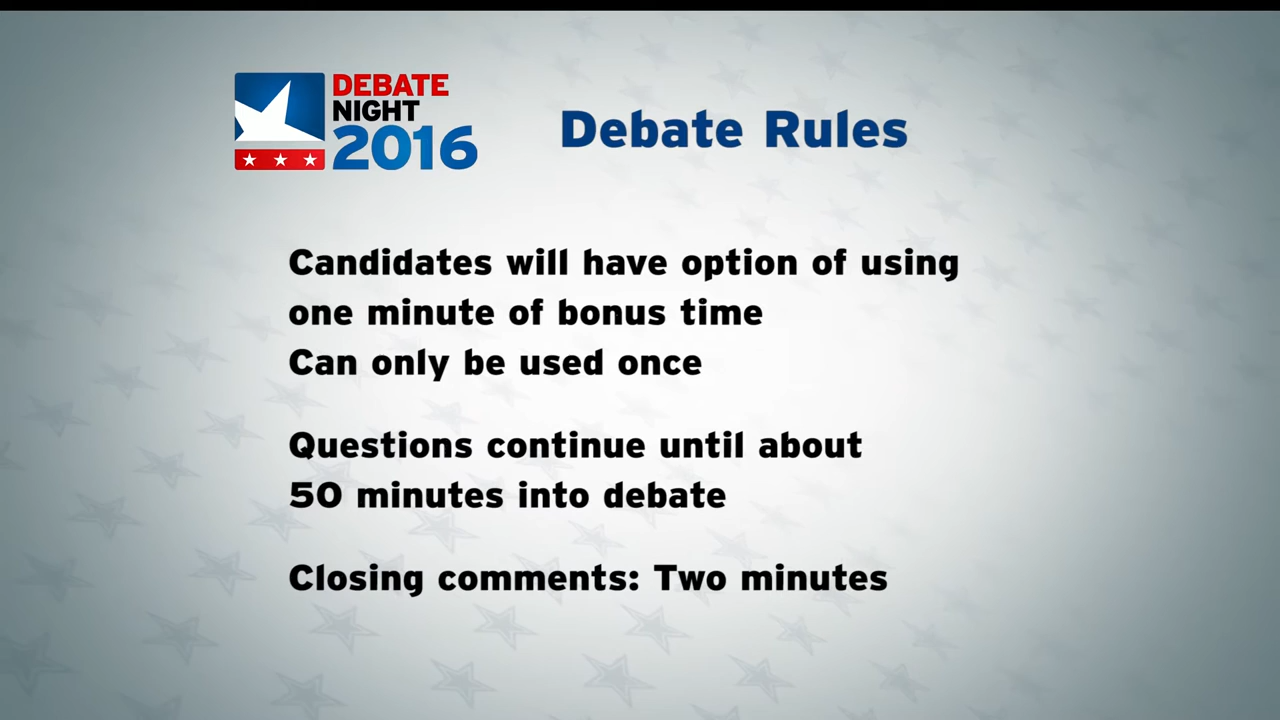 DEBATE
NIGHT
2016
Debate Rules
Candidates will have option of using
one minute of bonus time
Can only be used once
Questions continue until about
50 minutes into debate
Closing comments: Two minutes